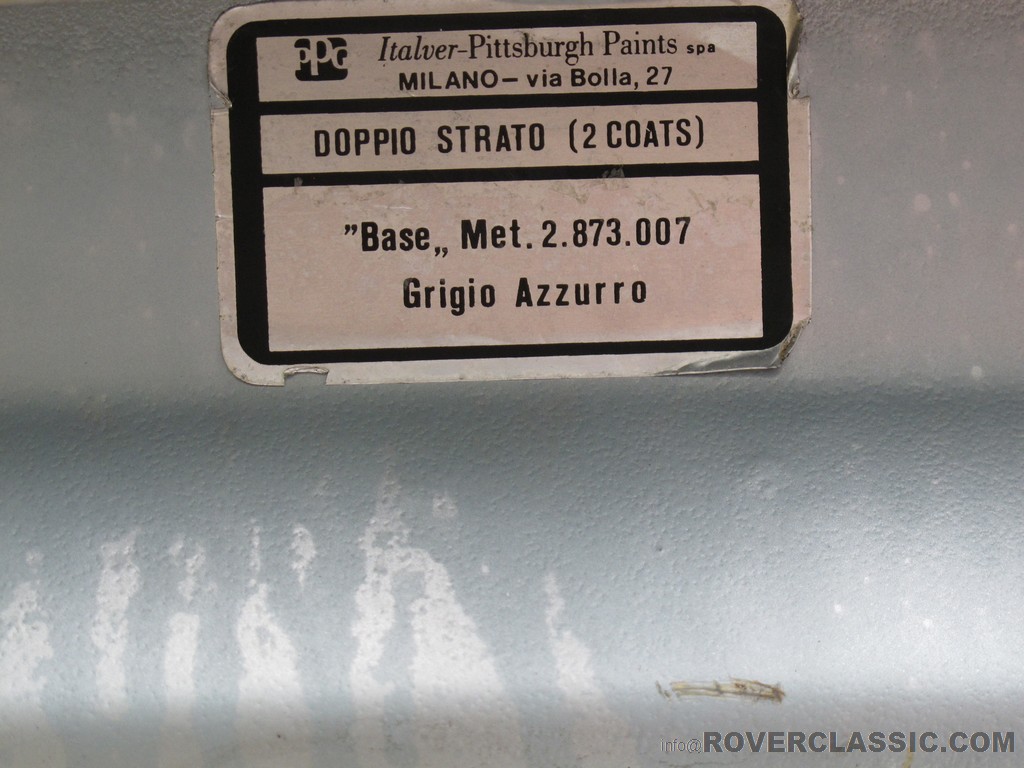 PPG Italver-Pittsburgh Paints spa
MILANO – via Bolla, 27
DOPPIO STRATO (2 COATS)
"Base„ Met. 2.873.007
Grigio Azzurro
Info@ROVERCLASSIC.COM